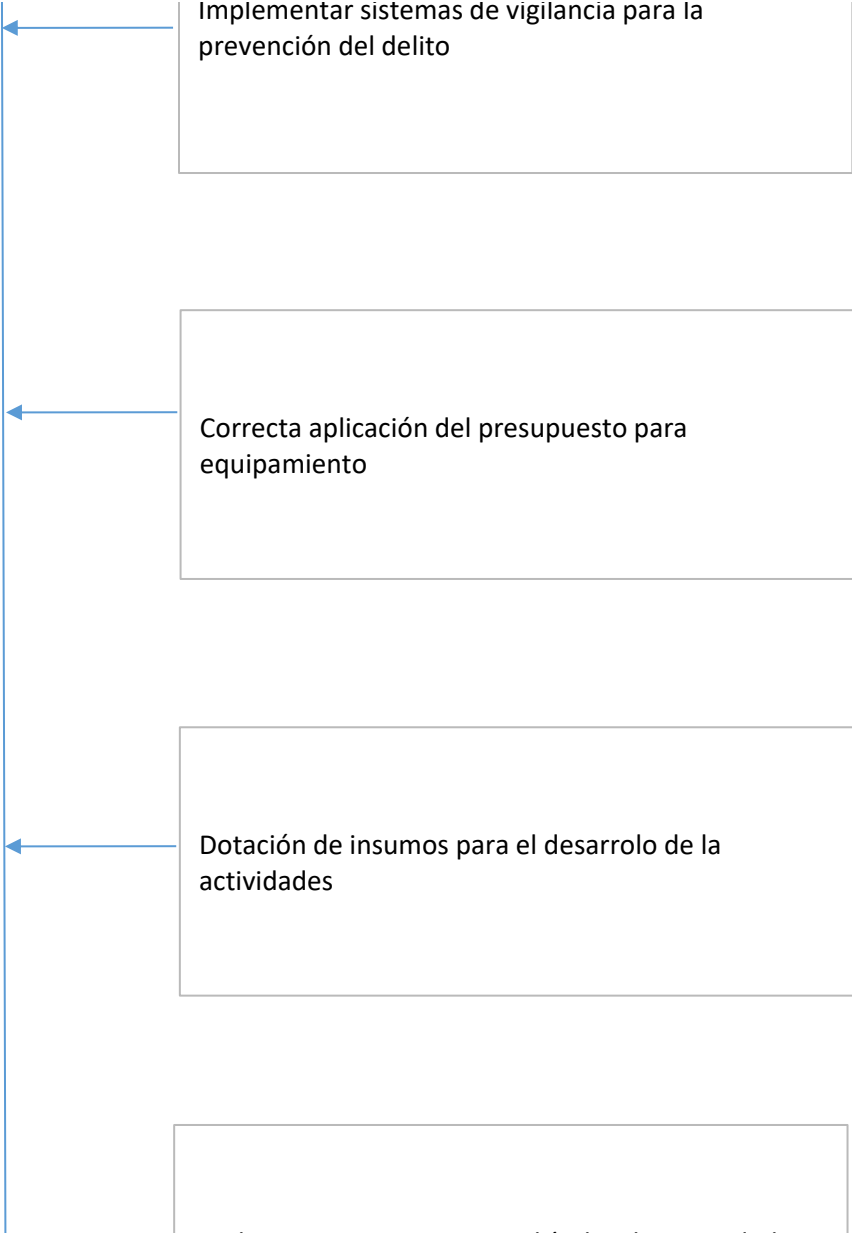 Implementar sistemas de vigilancia para la
prevención del delito
Correcta aplicación del presupuesto para
equipamiento
Dotación de insumos para el desarrolo de la
actividades